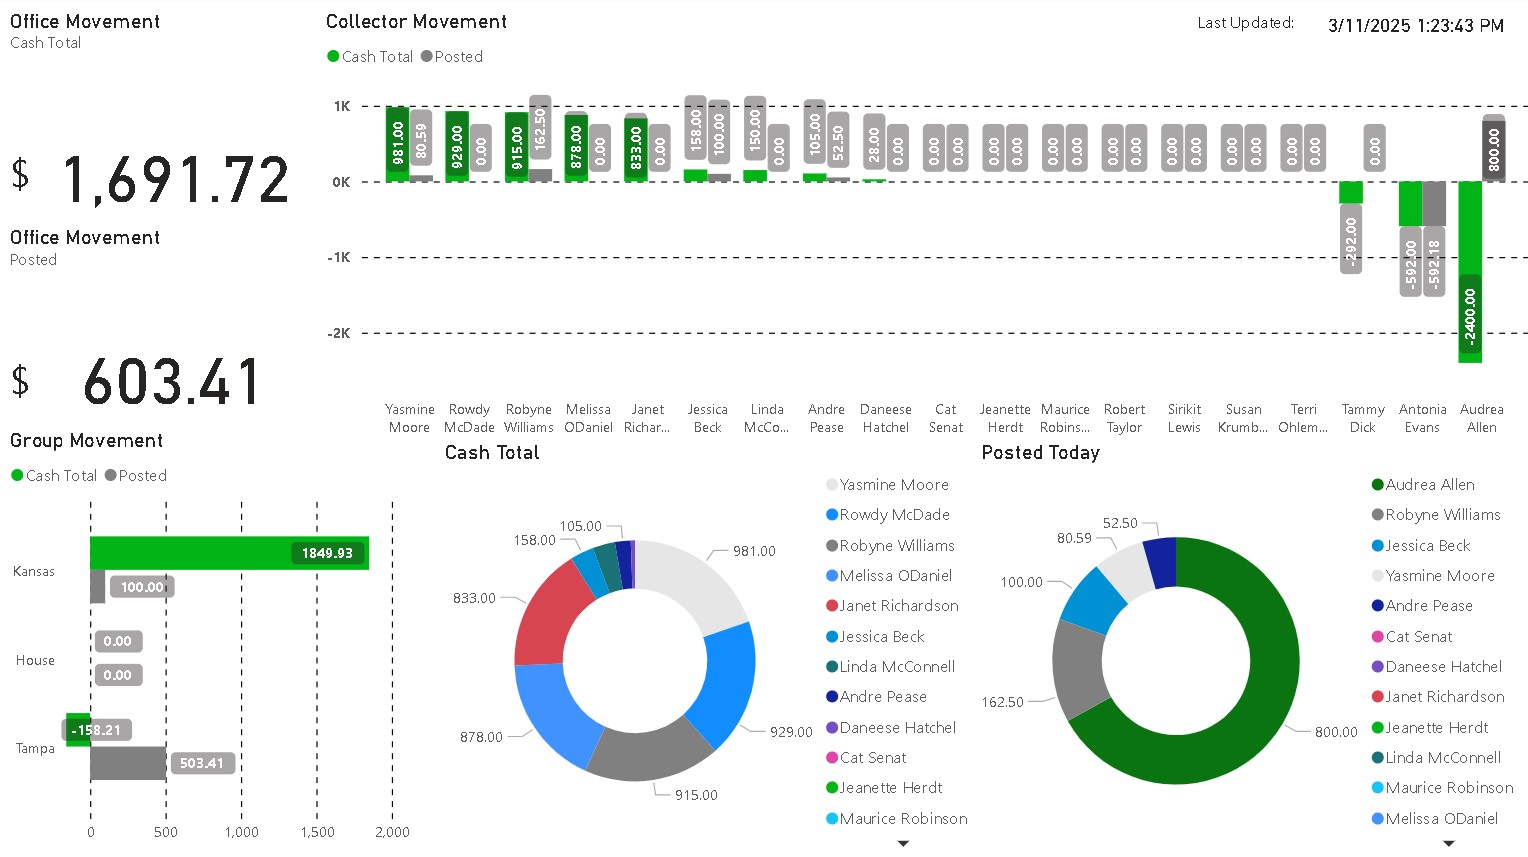 Office Movement
Cash Total
$ 1,691.72
Office Movement
Posted
$ 603.41
Collector Movement
Last Updated: 3/11/2025 1:23:43 PM
Cash Total Posted
1K
0K
-1K
-2K
981.00 80.59 929.00 0.00 915.00 162.50 878.00 0.00 833.00 0.00 158.00 100.00 150.00 0.00 105.00 52.50 28.00 0.00 0.00 0.00 0.00 0.00 0.00 0.00 0.00 0.00 0.00 0.00 0.00 0.00 0.00 0.00 -292.00 0.00 -592.00 -592.18 -2400.00 800.00
Yasmine Rowdy Robyne Melissa Janet Jessica Linda Andre Daneese Cat Jeanette Maurice Robert Sirikit Susan Terri Tammy Antonia Audrea
Moore McDade Williams ODaniel Richar... Beck McCo... Pease Hatchel Senat Herdt Robins... Taylor Lewis Krumb... Ohlem... Dick Evans Allen
Group Movement
Cash Total Posted
Kansas
1849.93
100.00
House
0.00
0.00
Tampa
-158.21
503.41
0 500 1,000 1,500 2,000
Cash Total
105.00
158.00
981.00
833.00
878.00
929.00
915.00
Yasmine Moore
Rowdy McDade
Robyne Williams
Melissa ODaniel
Janet Richardson
Jessica Beck
Linda McConnell
Andre Pease
Daneese Hatchel
Cat Senat
Jeanette Herdt
Maurice Robinson
Posted Today
52.50
80.59
100.00
162.50
800.00
Audrea Allen
Robyne Williams
Jessica Beck
Yasmine Moore
Andre Pease
Cat Senat
Daneese Hatchel
Janet Richardson
Jeanette Herdt
Linda McConnell
Maurice Robinson
Melissa ODaniel